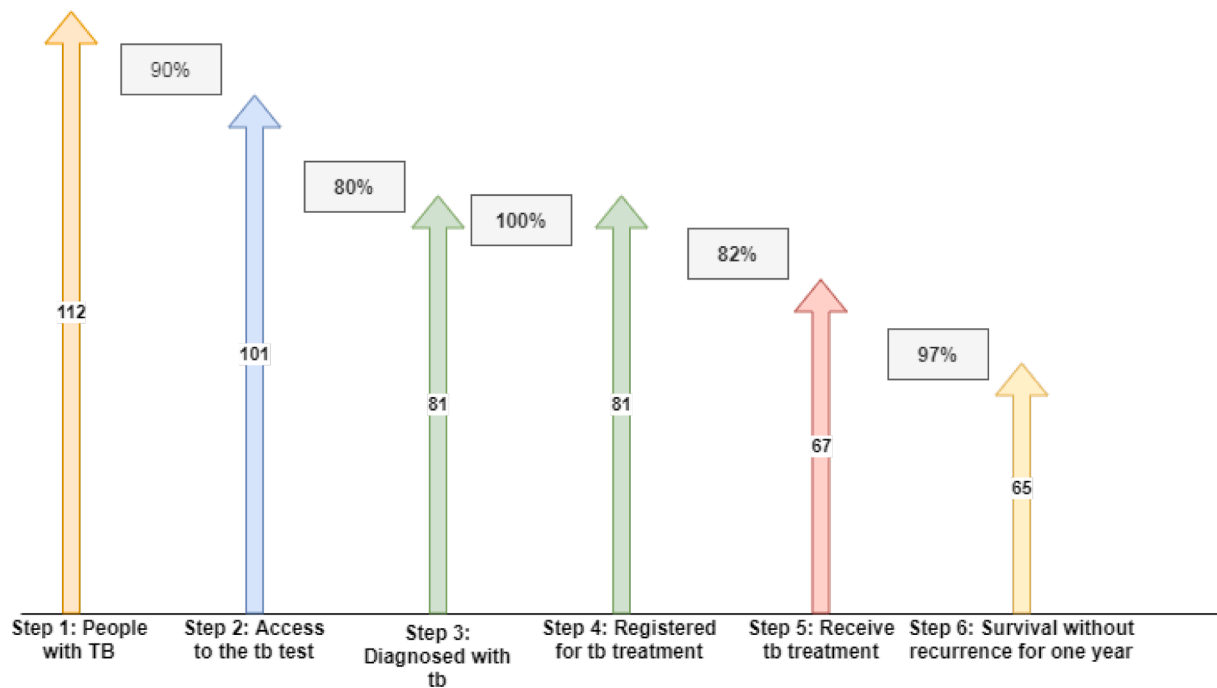 90%
80%
100%
82%
97%
112
101
81
81
67
65
Step 1: People
with TB
Step 2: Access
to the tb test
Step 3:
Diagnosed with
tb
Step 4: Registered
for tb treatment
Step 5: Receive
tb treatment
Step 6: Survival without
recurrence for one year